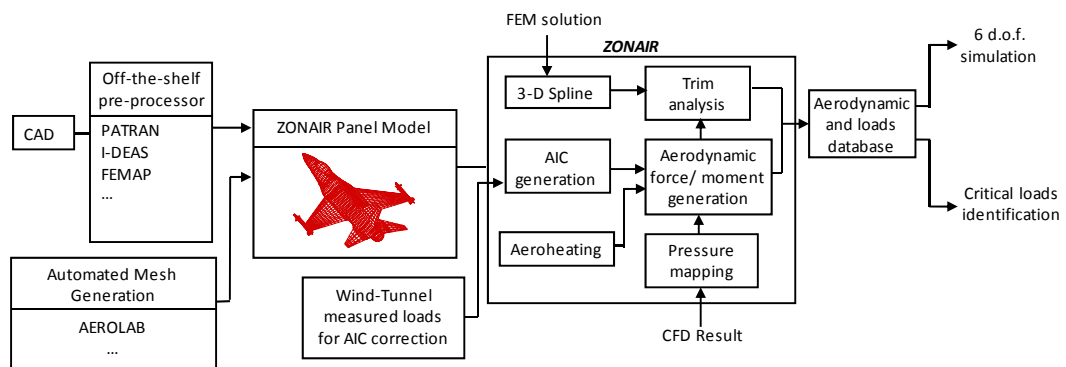 CAD
Off-the-shelf
pre-processor
PATRAN
I-DEAS
FEMAP
...
Automated Mesh
Generation
AEROLAB
...
ZONAIR Panel Model
Wind-Tunnel
measured loads
for AIC correction
FEM solution
ZONAIR
3-D Spline
Trim
analysis
AIC
generation
Aerodynamic
force/ moment
generation
Aeroheating
Pressure
mapping
CFD Result
Aerodynamic
and loads
database
6 d.o.f.
simulation
Critical loads
identification